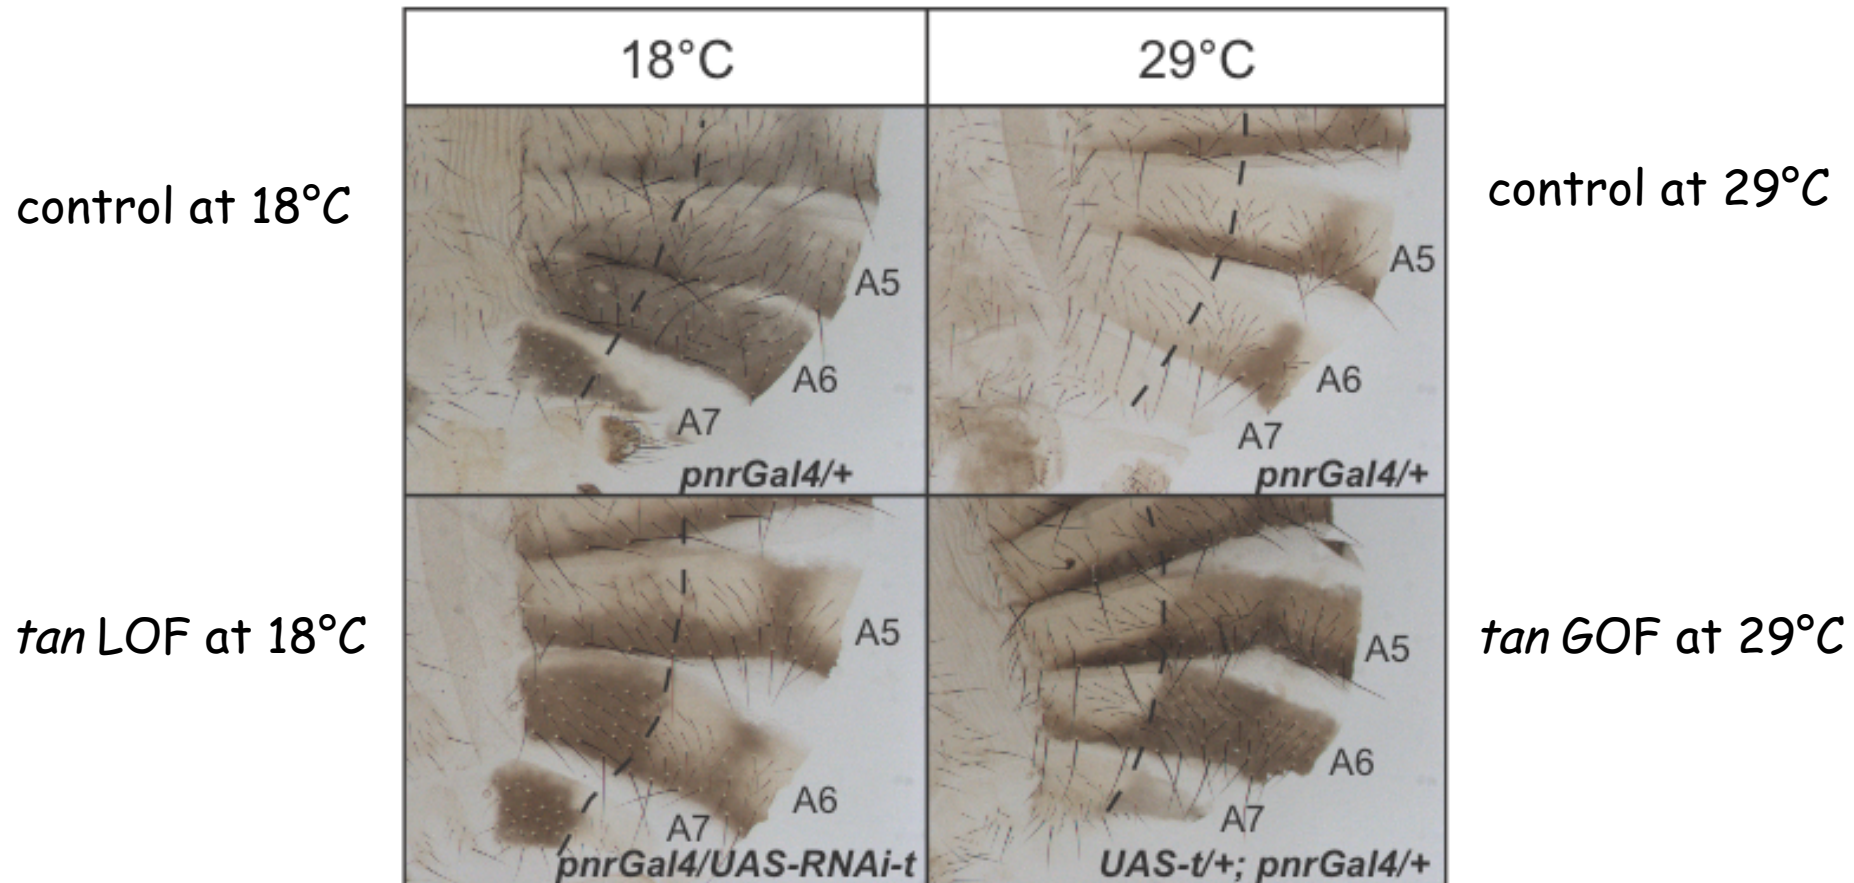 18°C
29°C
control at 18°C
A5
A6
A7
pnrGal4/+
control at 29°C
A5
A6
A7
pnrGal4/+
tan LOF at 18°C
A5
A6
A7
pnrGal4/UAS-RNAi-t
tan GOF at 29°C
A5
A6
A7
UAS-t/+; pnrGal4/+